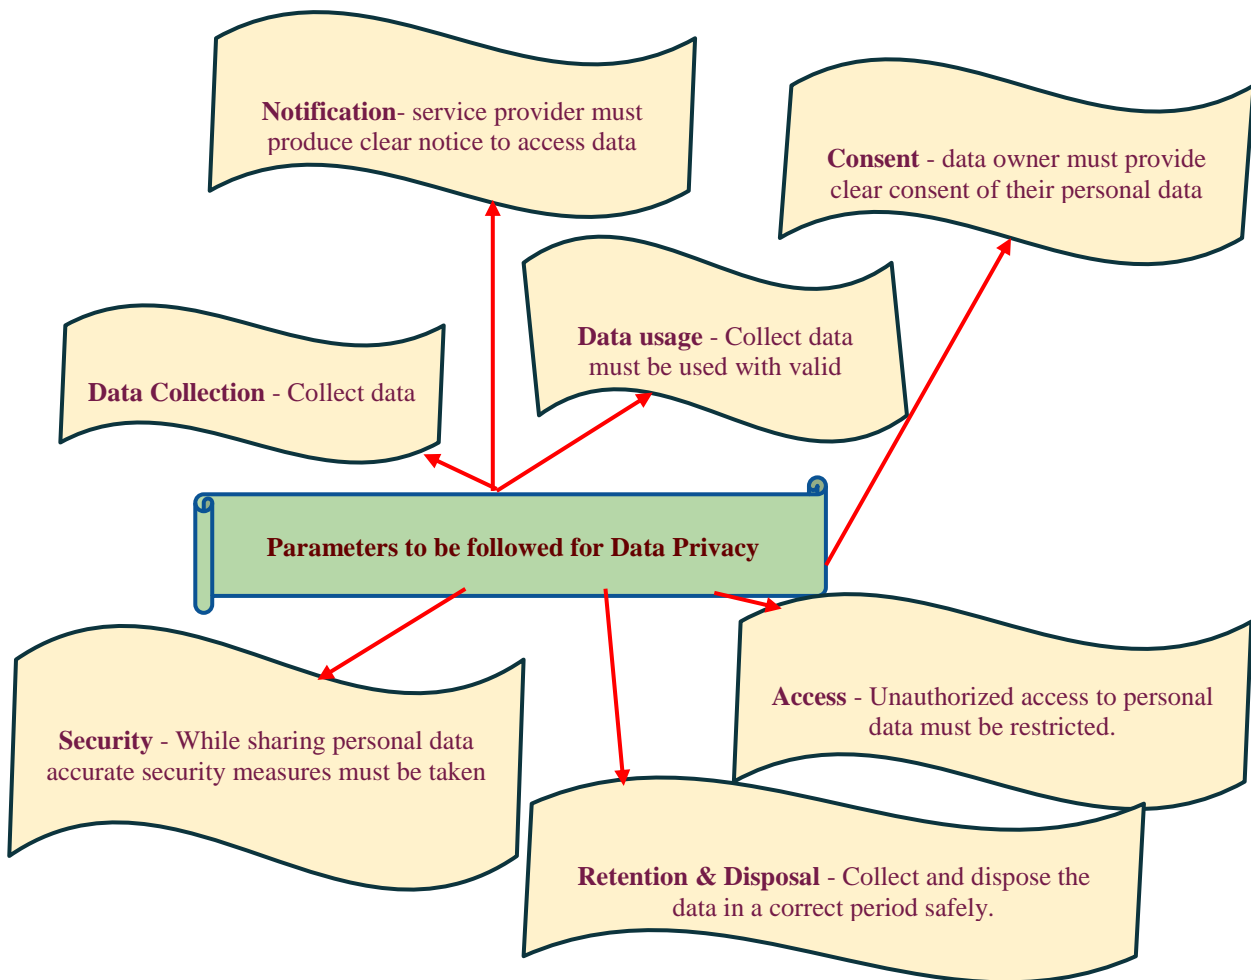 Notification- service provider must
produce clear notice to access data
Consent - data owner must provide
clear consent of their personal data
Data usage - Collect data
must be used with valid
Data Collection - Collect data
Parameters to be followed for Data Privacy
Access - Unauthorized access to personal
data must be restricted.
Security - While sharing personal data
accurate security measures must be taken
Retention & Disposal - Collect and dispose the
data in a correct period safely.